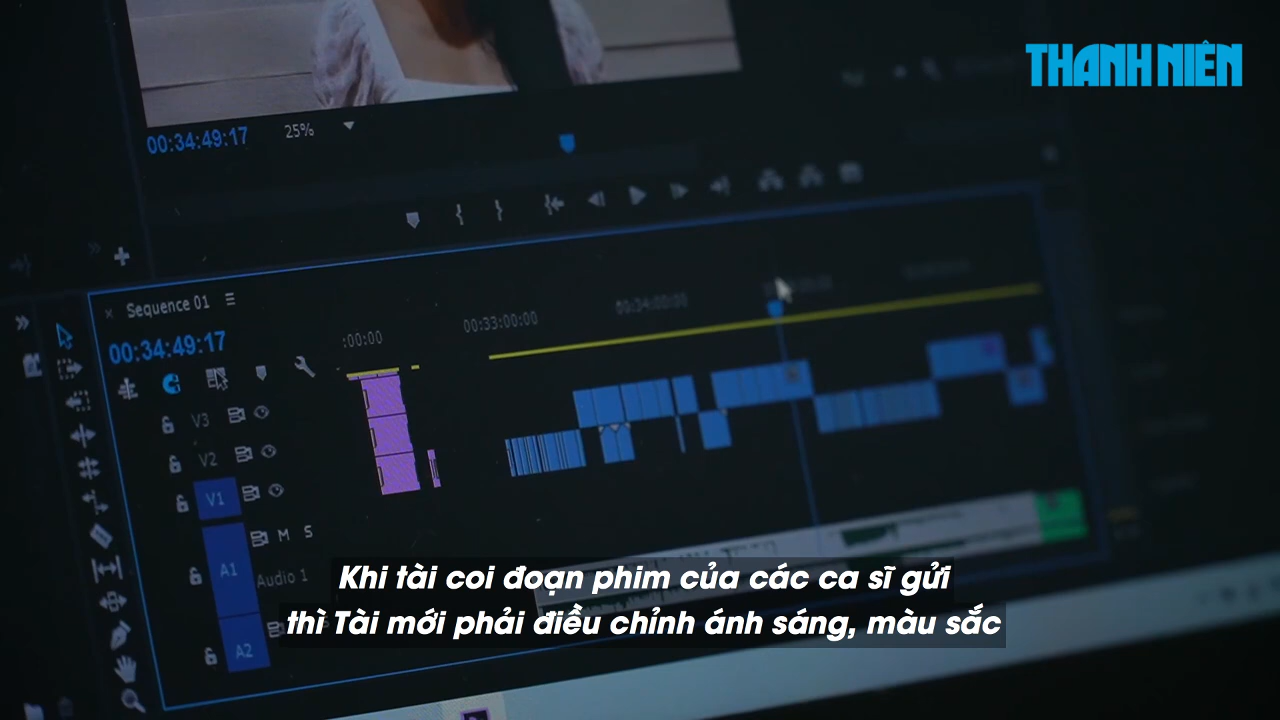 THANH NIÊN
00:34:49:17
25%
Sequence 01
00:34:49:17
:00:00
00:33:00:00
00:34:00:00
V3
V2
V1
M S
A1
Audio 1
A2
Khi tài coi đoạn phim của các ca sĩ gửi
thì Tài mới phải điều chỉnh ánh sáng, màu sắc